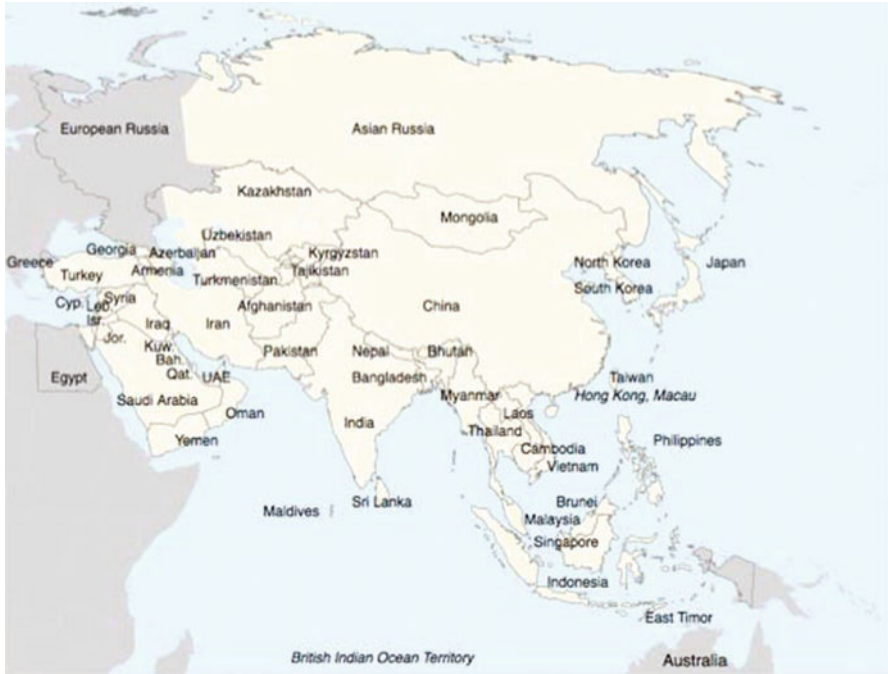 European Russia
Asian Russia
Kazakhstan
Mongolia
Uzbekistan
Georgia
Azerbaijan
Kyrgyzstan
Greece
Turkey
Armenia
Turkmenistan
Tajikistan
North Korea
Japan
South Korea
Cyp.
Leb.
Syria
Afghanistan
China
Isr.
Iraq
Iran
Jor.
Kuw.
Pakistan
Nepal
Bhutan
Bah.
Qat.
UAE
Egypt
Bangladesh
Taiwan
Saudi Arabia
Myanmar
Hong Kong, Macau
Oman
India
Laos
Thailand
Yemen
Philippines
Cambodia
Vietnam
Maldives
Sri Lanka
Brunei
Malaysia
Singapore
Indonesia
East Timor
British Indian Ocean Territory
Australia